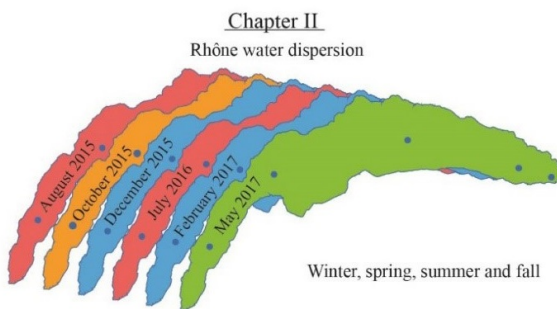 Chapter II
Rhône water dispersion
August 2015
October 2015
December 2015
July 2016
February 2017
May 2017
Winter, spring, summer and fall